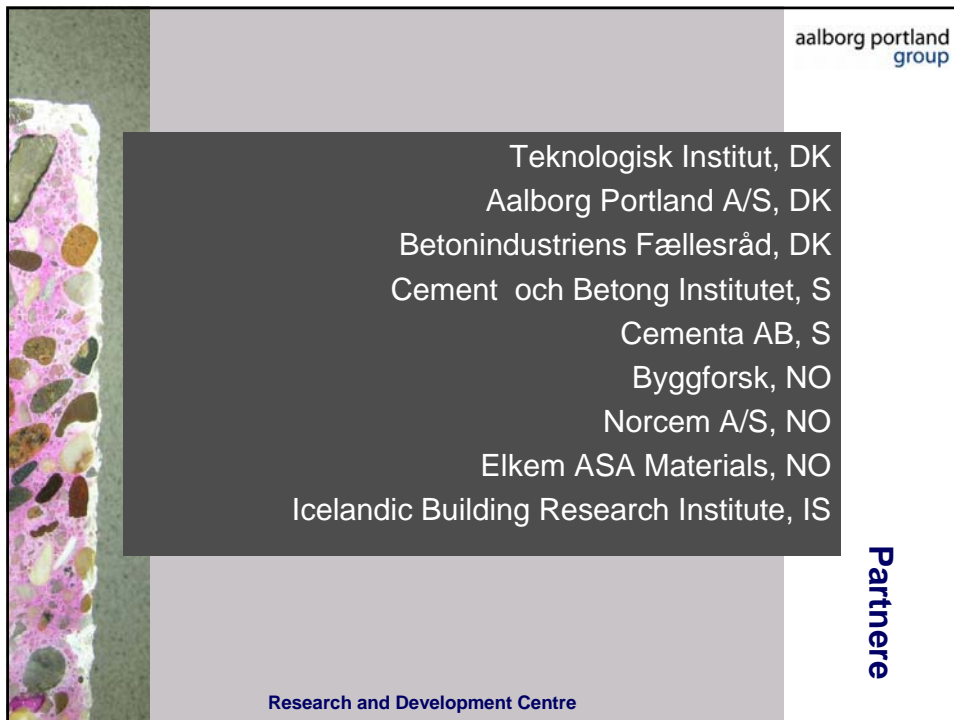 aalborg portland
group
Teknologisk Institut, DK
Aalborg Portland A/S, DK
Betonindustriens Fællesråd, DK
Cement och Betong Institutet, S
Cementa AB, S
Byggforsk, NO
Norcem A/S, NO
Elkem ASA Materials, NO
Icelandic Building Research Institute, IS
Partnere
Research and Development Centre